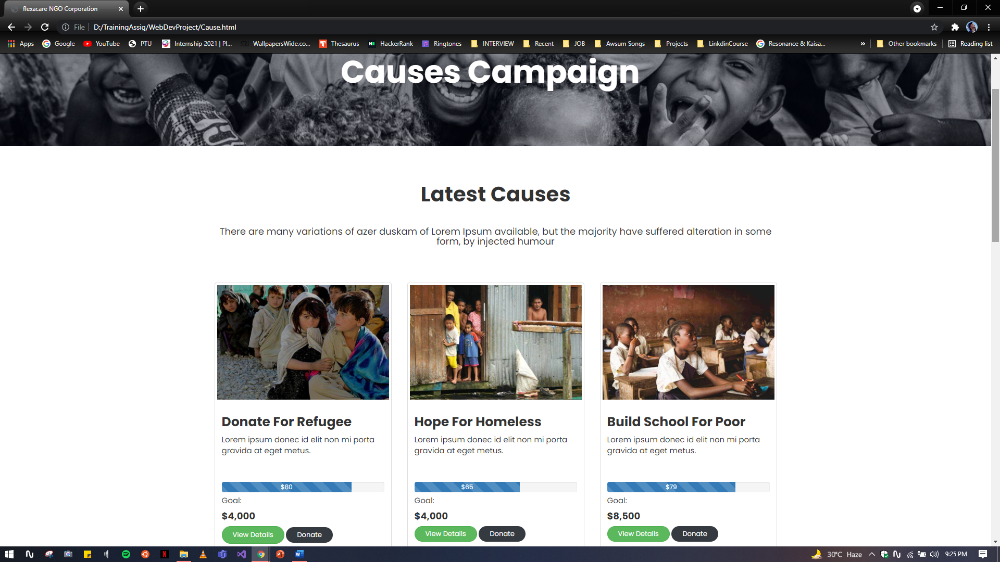 flexacare NGO Corporation
File D:/TrainingAssig/WebDevProject/Cause.html
Apps Google YouTube PTU Internship 2021 | Pl... WallpapersWide.co... Thesaurus HackerRank Ringtones INTERVIEW Recent JOB Awsum Songs Projects LinkdinCourse Resonance & Kaisa... » Other bookmarks Reading list
Causes Campaign
Latest Causes
There are many variations of azer duskam of Lorem Ipsum available, but the majority have suffered alteration in some
form, by injected humour
Donate For Refugee
Lorem ipsum donec id elit non mi porta
gravida at eget metus.
$80
Goal:
$4,000
View Details Donate
Hope For Homeless
Lorem ipsum donec id elit non mi porta
gravida at eget metus.
$65
Goal:
$4,000
View Details Donate
Build School For Poor
Lorem ipsum donec id elit non mi porta
gravida at eget metus.
$79
Goal:
$8,500
View Details Donate
30°C Haze 9:25 PM